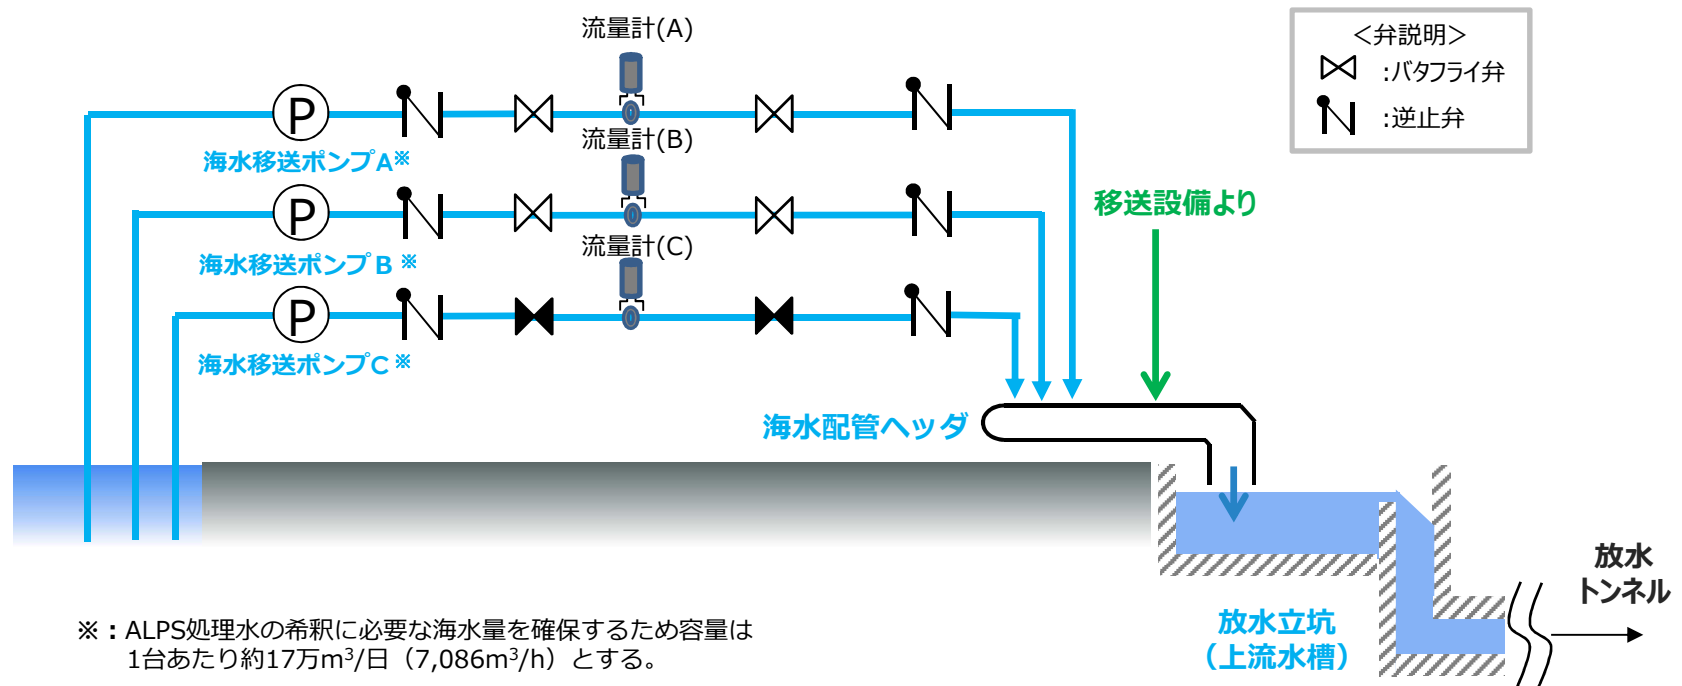 流量計(A)
<弁説明>
:バタフライ弁
:逆止弁
P
海水移送ポンプA※
流量計(B)
P
海水移送ポンプB※
流量計(C)
P
海水移送ポンプC※
移送設備より
海水配管ヘッダ
放水
トンネル
放水立坑
(上流水槽)
※:ALPS処理水の希釈に必要な海水量を確保するため容量は
1台あたり約17万m³/日(7,086m³/h)とする。